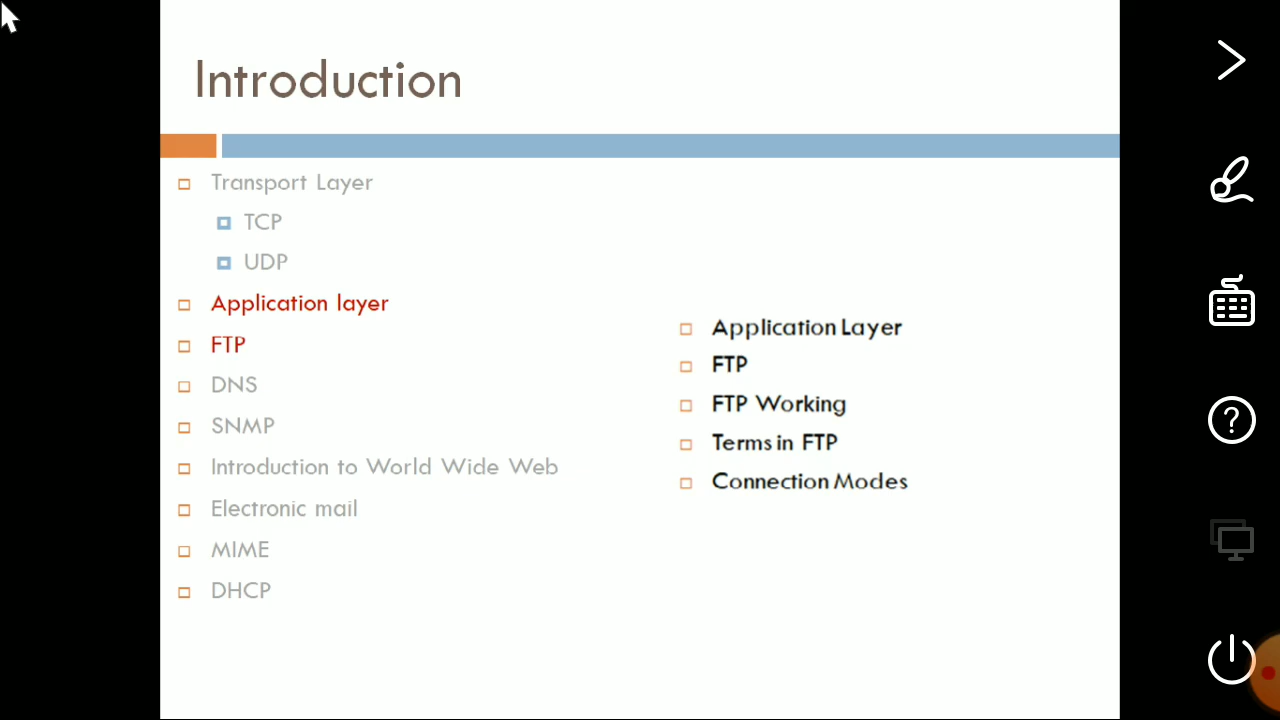 Introduction
Transport Layer
TCP
UDP
Application layer
FTP
DNS
SNMP
Introduction to World Wide Web
Electronic mail
MIME
DHCP
Application Layer
FTP
FTP Working
Terms in FTP
Connection Modes